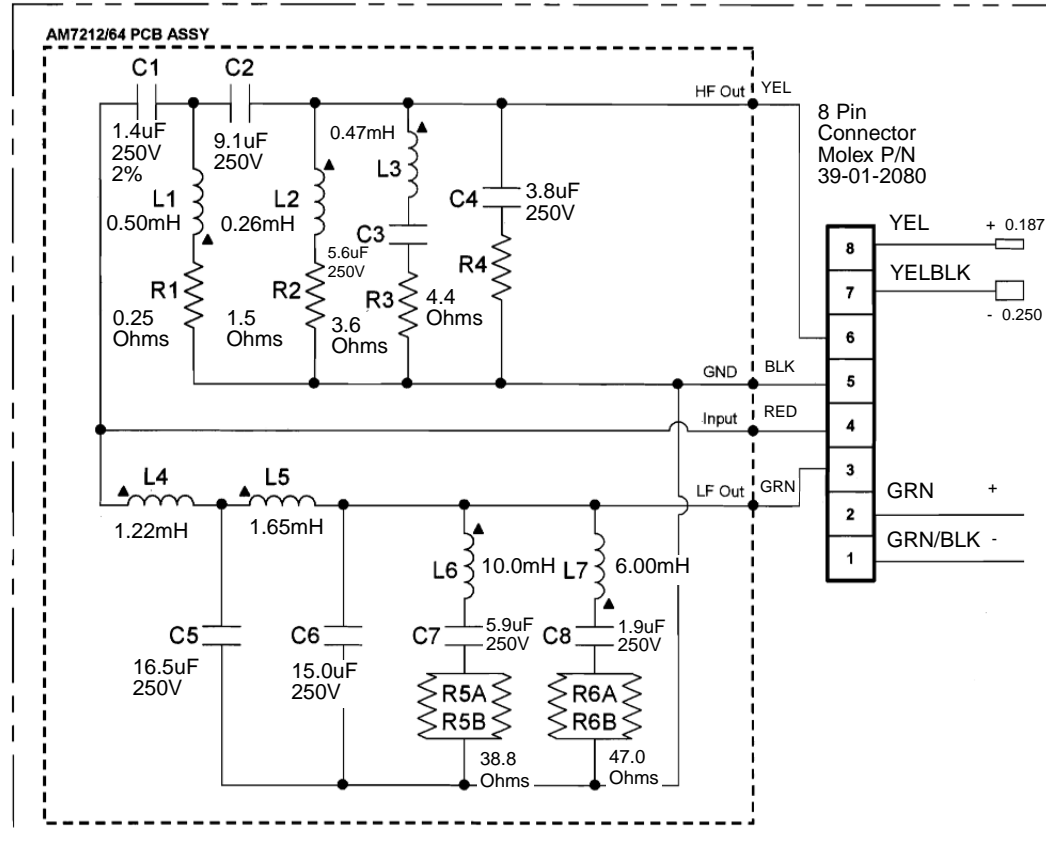 AM7212/64 PCB ASSY
C1
C2
HF Out
YEL
1.4uF
250V
2%
9.1uF
250V
0.47mH
L3
8 Pin
Connector
Molex P/N
39-01-2080
L1
0.50mH
L2
0.26mH
C4
3.8uF
250V
C3
5.6uF
250V
R1
R2
R3
R4
0.25
Ohms
1.5
Ohms
3.6
Ohms
4.4
Ohms
YEL
+ 0.187
YELBLK
- 0.250
8
7
6
5
4
3
2
1
GND
BLK
Input
RED
LF Out
GRN
GRN
+
GRN/BLK -
L4
1.22mH
L5
1.65mH
L6
10.0mH
L7
6.00mH
C5
16.5uF
250V
C6
15.0uF
250V
C7
5.9uF
250V
C8
1.9uF
250V
R5A
R5B
R6A
R6B
38.8
Ohms
47.0
Ohms